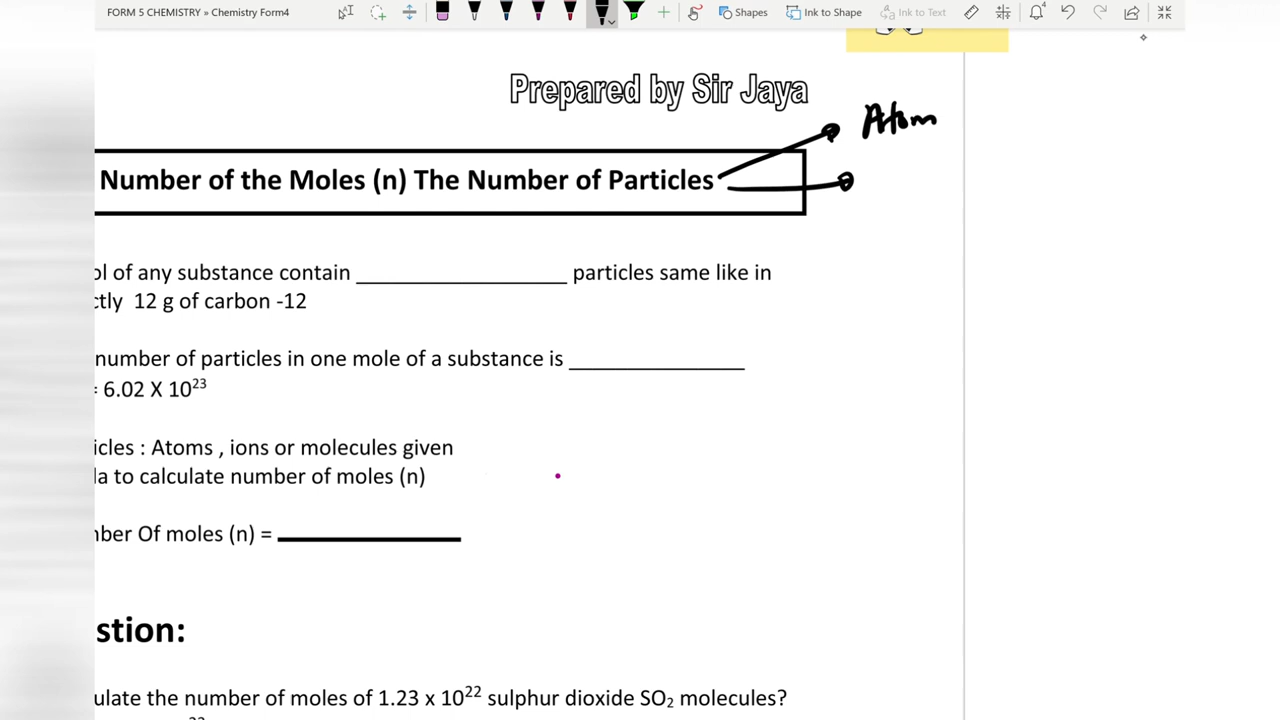 FORM 5 CHEMISTRY » Chemistry Form4
Shapes
Ink to Shape
Ink to Text
4
Prepared by Sir Jaya
Atom
Number of the Moles (n) The Number of Particles
ol of any substance contain __________________ particles same like in
ctly 12 g of carbon -12
number of particles in one mole of a substance is _______________
= 6.02 X 10²³
icles : Atoms , ions or molecules given
la to calculate number of moles (n)
nber Of moles (n) =
stion:
ulate the number of moles of 1.23 x 10²² sulphur dioxide SO₂ molecules?